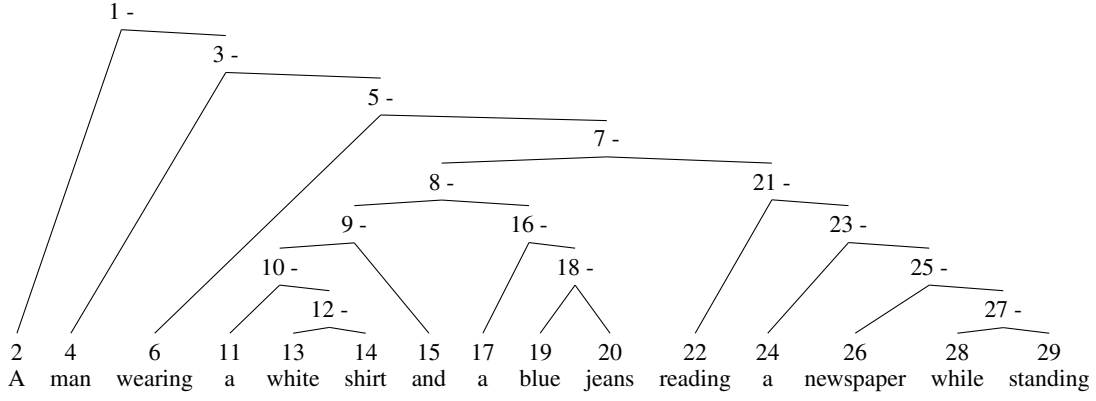 1 -
3 -
5 -
7 -
8 - 21 -
9 - 16 - 23 -
10 - 18 - 25 -
12 - 27 -
2 4 6 11 13 14 15 17 19 20 22 24 26 28 29
A man wearing a white shirt and a blue jeans reading a newspaper while standing